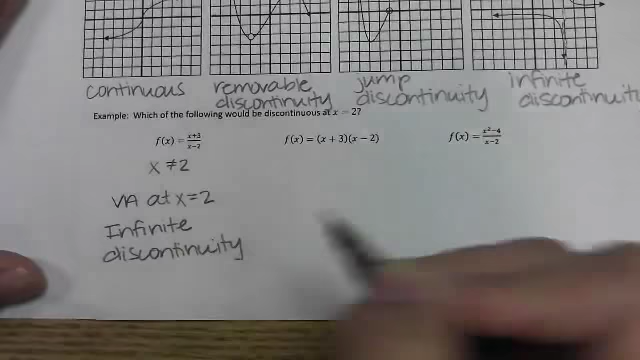 continuous removable jump infinite
discontinuity discontinuity
Example: Which of the following would be discontinuous at x = 2?
f(x) = x+3/x−2 f(x) = (x + 3)(x − 2) f(x) = x²−4/x−2
x ≠ 2
VA at x = 2
Infinite
discontinuity